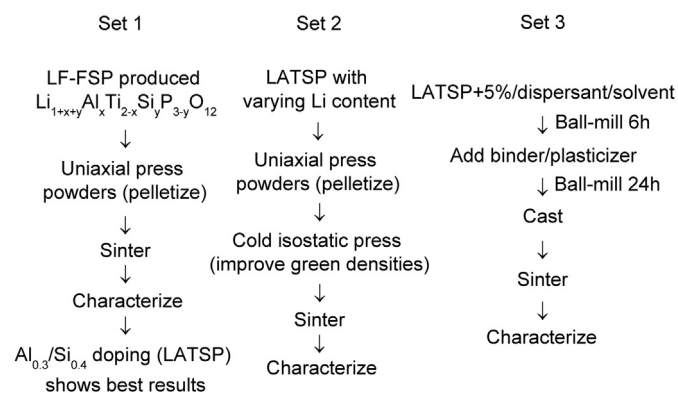 Set 1
LF-FSP produced
Li1+x+yAlxTi2-xSiyP3-yO12
↓
Uniaxial press
powders (pelletize)
↓
Sinter
↓
Characterize
↓
Al0.3/Si0.4 doping (LATSP)
shows best results
Set 2
LATSP with
varying Li content
↓
Uniaxial press
powders (pelletize)
↓
Cold isostatic press
(improve green densities)
↓
Sinter
↓
Characterize
Set 3
LATSP+5%/dispersant/solvent
↓ Ball-mill 6h
Add binder/plasticizer
↓ Ball-mill 24h
Cast
↓
Sinter
↓
Characterize